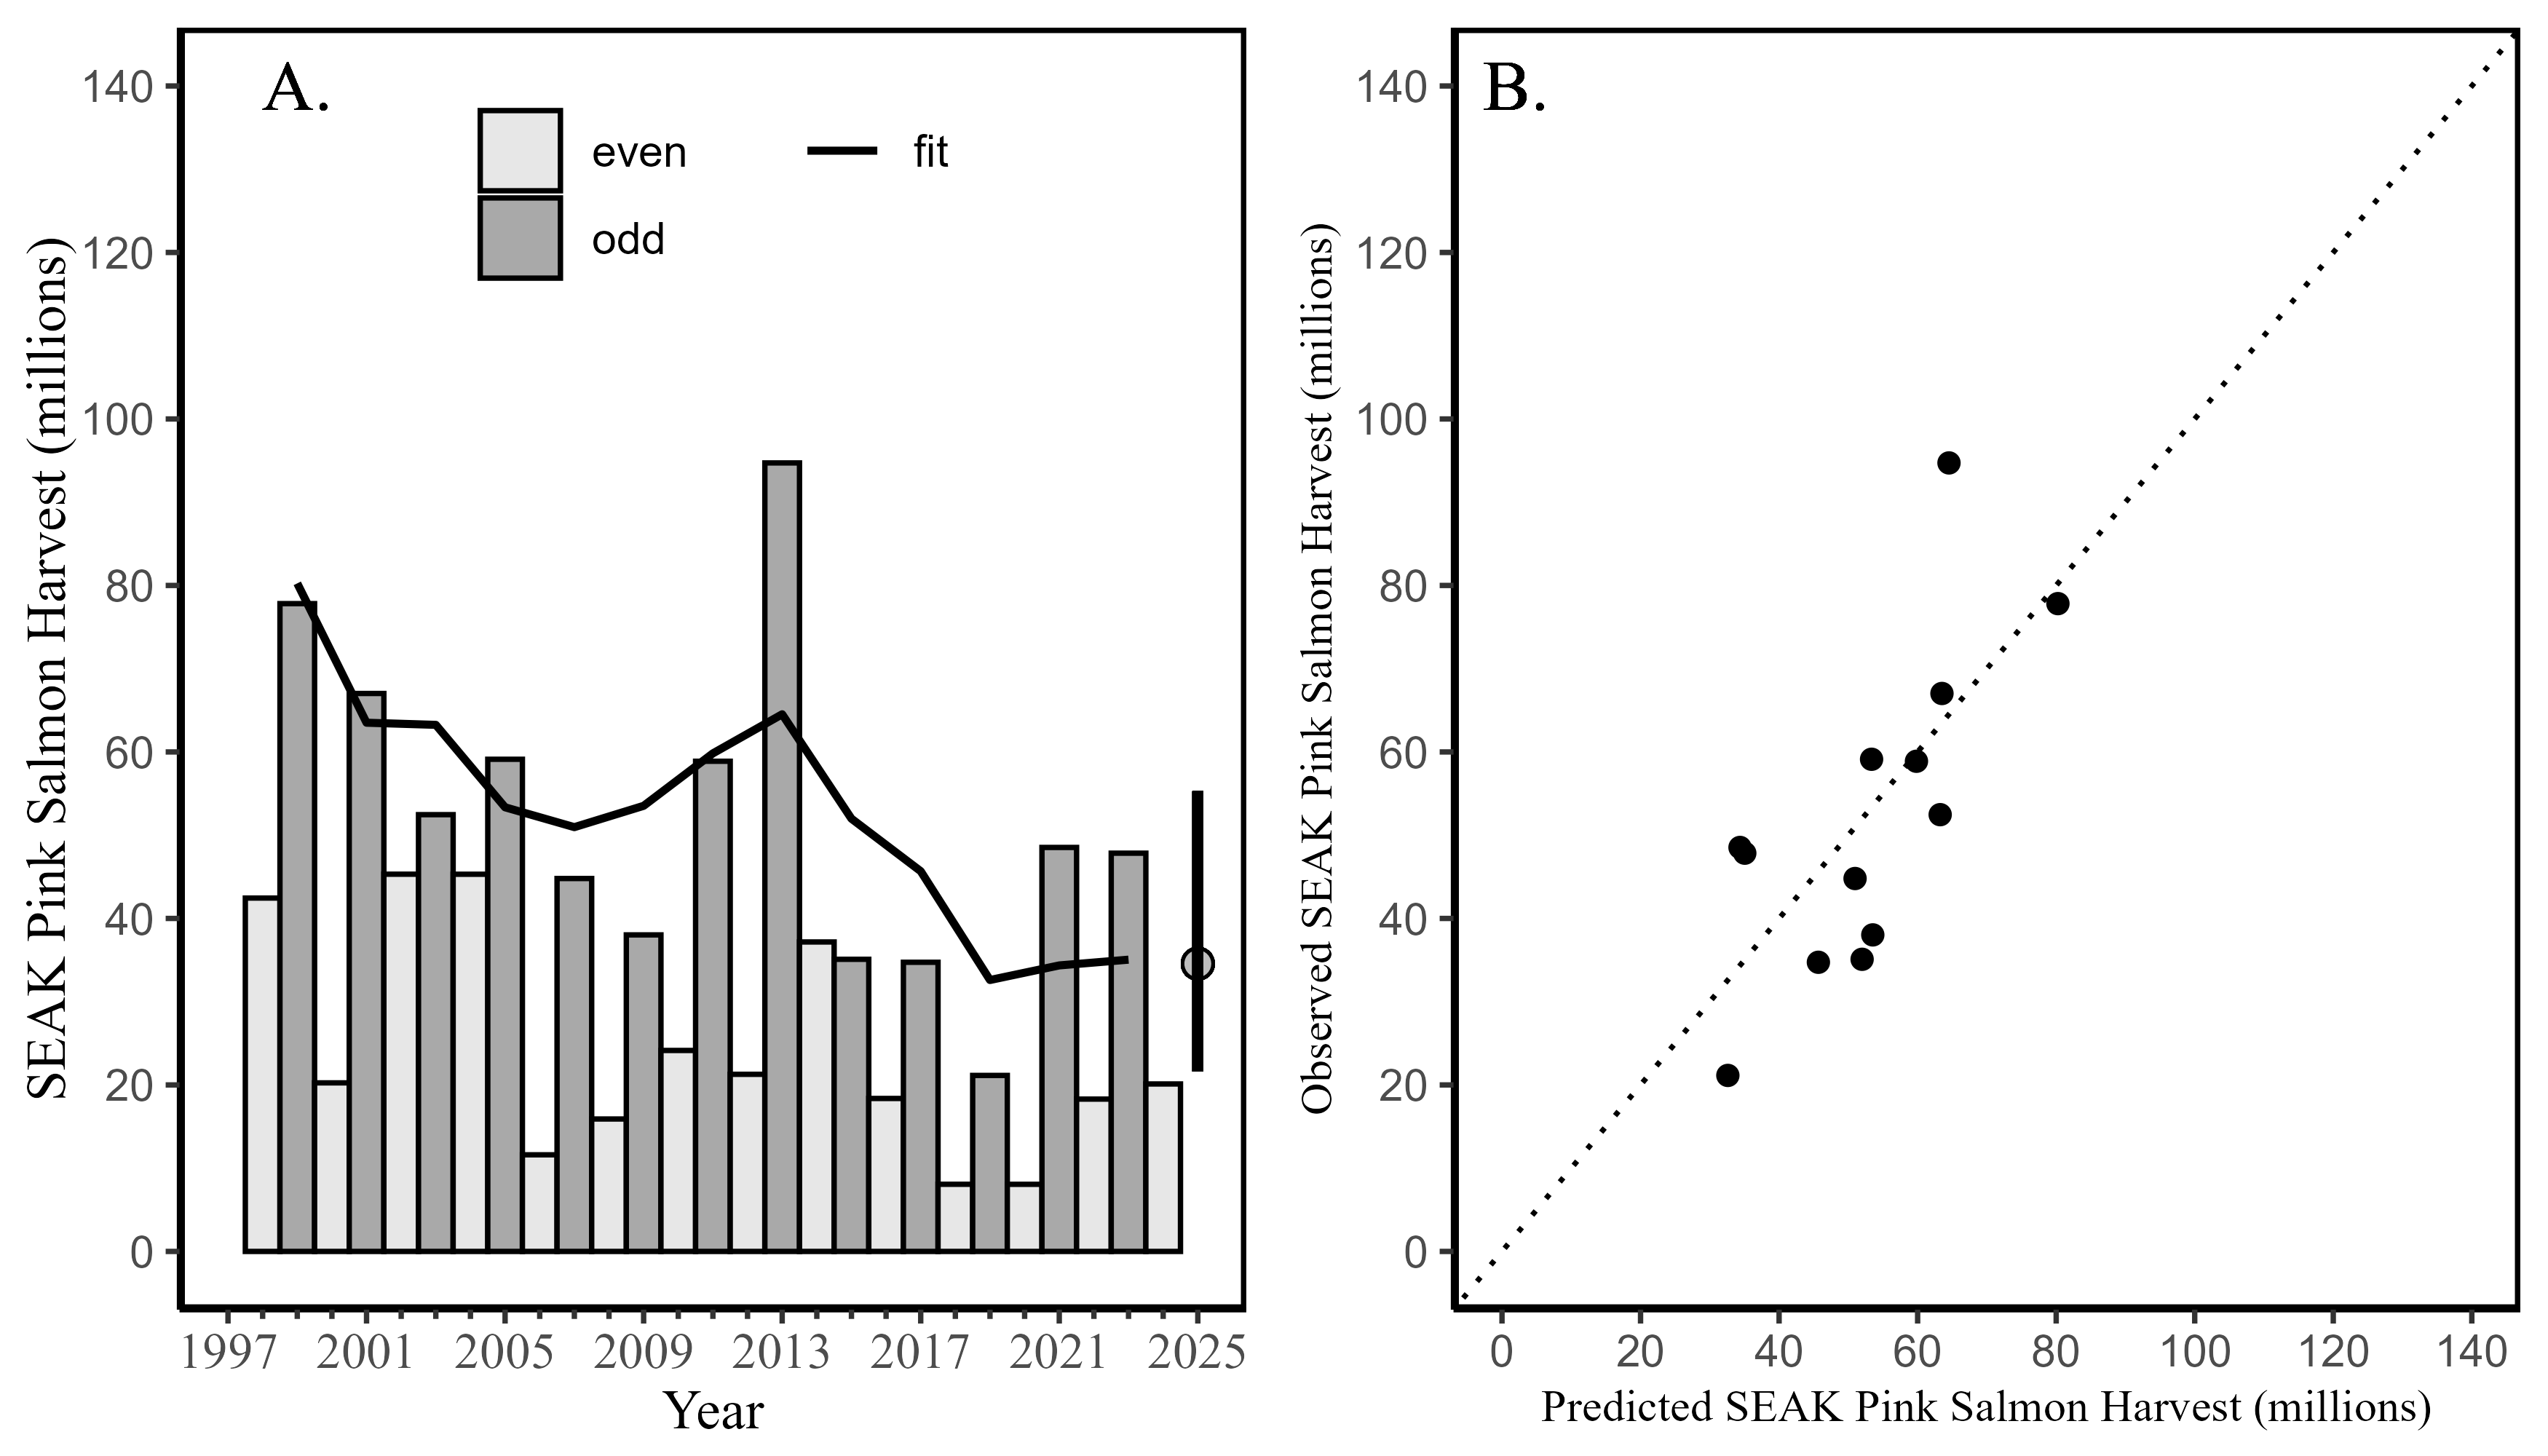 A.
even
fit
odd
SEAK Pink Salmon Harvest (millions)
140
120
100
80
60
40
20
0
1997 2001 2005 2009 2013 2017 2021 2025
Year
B.
Observed SEAK Pink Salmon Harvest (millions)
140
120
100
80
60
40
20
0
0 20 40 60 80 100 120 140
Predicted SEAK Pink Salmon Harvest (millions)